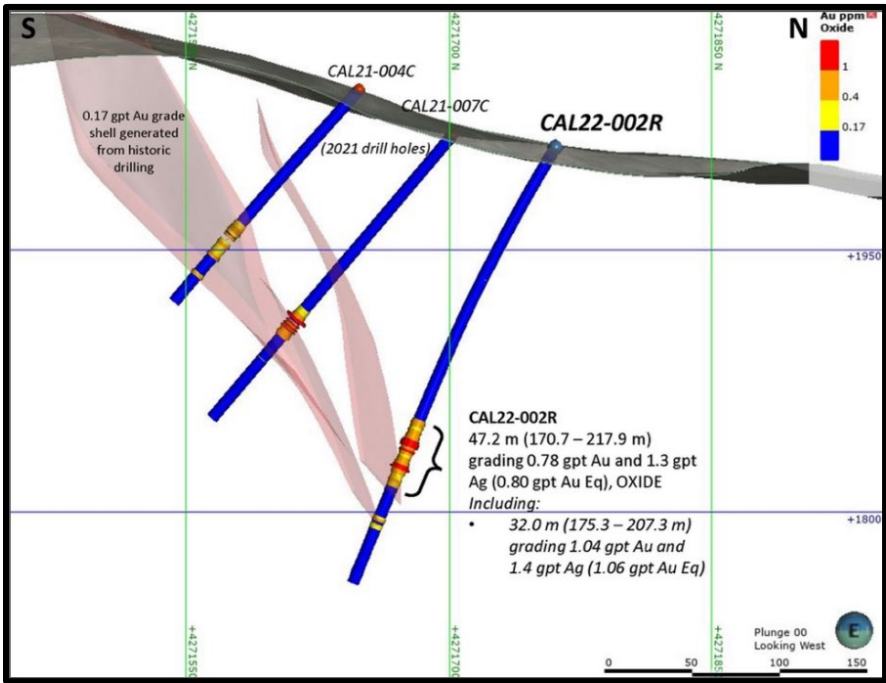 S
N
+4271550 N
+4271700 N
+4271850 N
Au ppm
Oxide
1
0.4
0.17
CAL21-004C
CAL21-007C
CAL22-002R
(2021 drill holes)
0.17 gpt Au grade
shell generated
from historic
drilling
+1950
CAL22-002R
47.2 m (170.7 – 217.9 m)
grading 0.78 gpt Au and 1.3 gpt
Ag (0.80 gpt Au Eq), OXIDE
Including:
• 32.0 m (175.3 – 207.3 m)
grading 1.04 gpt Au and
1.4 gpt Ag (1.06 gpt Au Eq)
+1800
+4271550
+4271700
+4271850
Plunge 00
Looking West
E
0 50 100 150